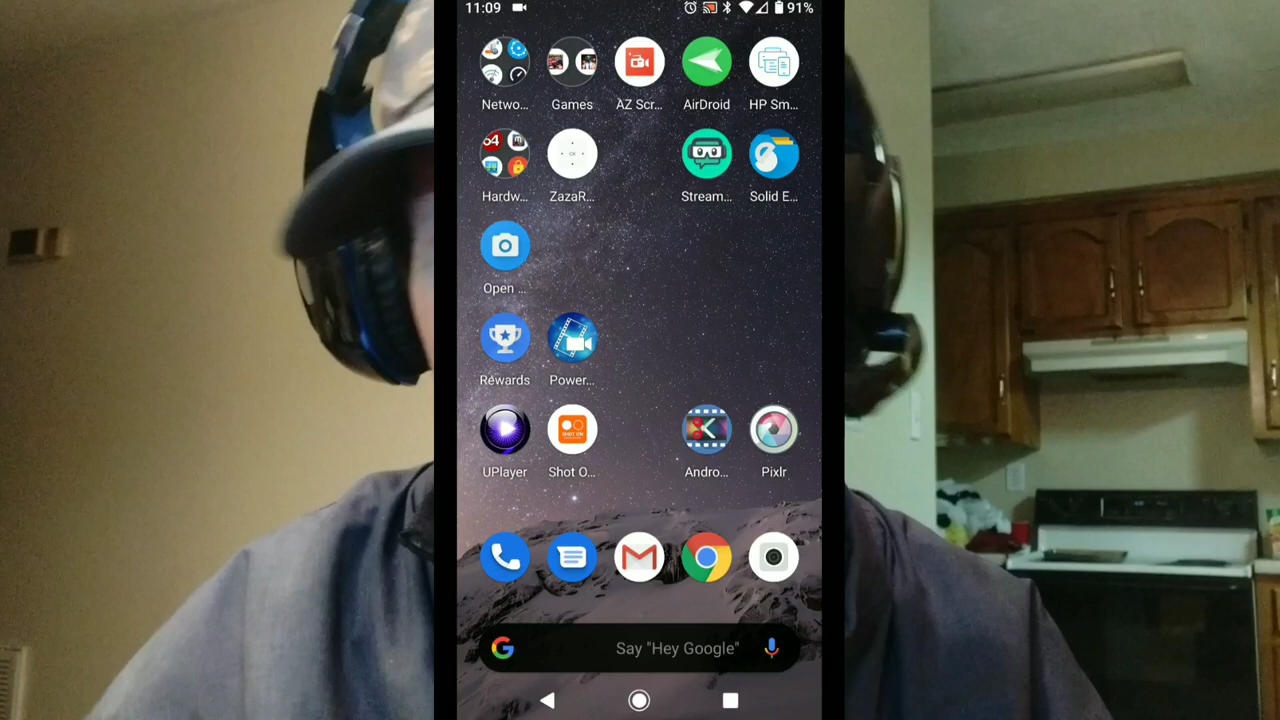 11:09 91%
Netwo... Games AZ Scr... AirDroid HP Sm...
Hardw... ZazaR... Stream... Solid E...
Open ...
Rewards Power...
UPlayer Shot O... Andro... Pixlr
Say "Hey Google"